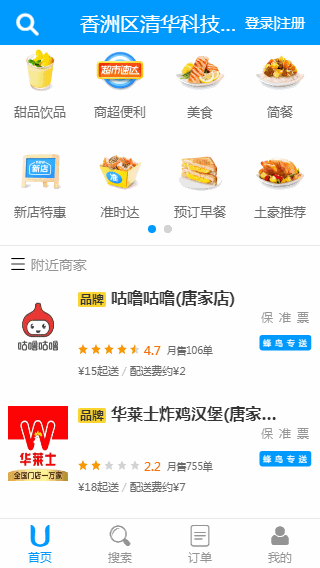 香洲区清华科技... 登录|注册
超市速达
甜品饮品 商超便利 美食 简餐
新店 准
新店特惠 准时达 预订早餐 土豪推荐
附近商家
品牌 咕噜咕噜(唐家店)
保 准 票
咕噜咕噜
4.7 月售106单 蜂鸟专送
¥15起送 / 配送费约¥2
品牌 华莱士炸鸡汉堡(唐家...
保 准 票
华莱士
全国门店一万家
2.2 月售755单 蜂鸟专送
¥18起送 / 配送费约¥7
首页 搜索 订单 我的